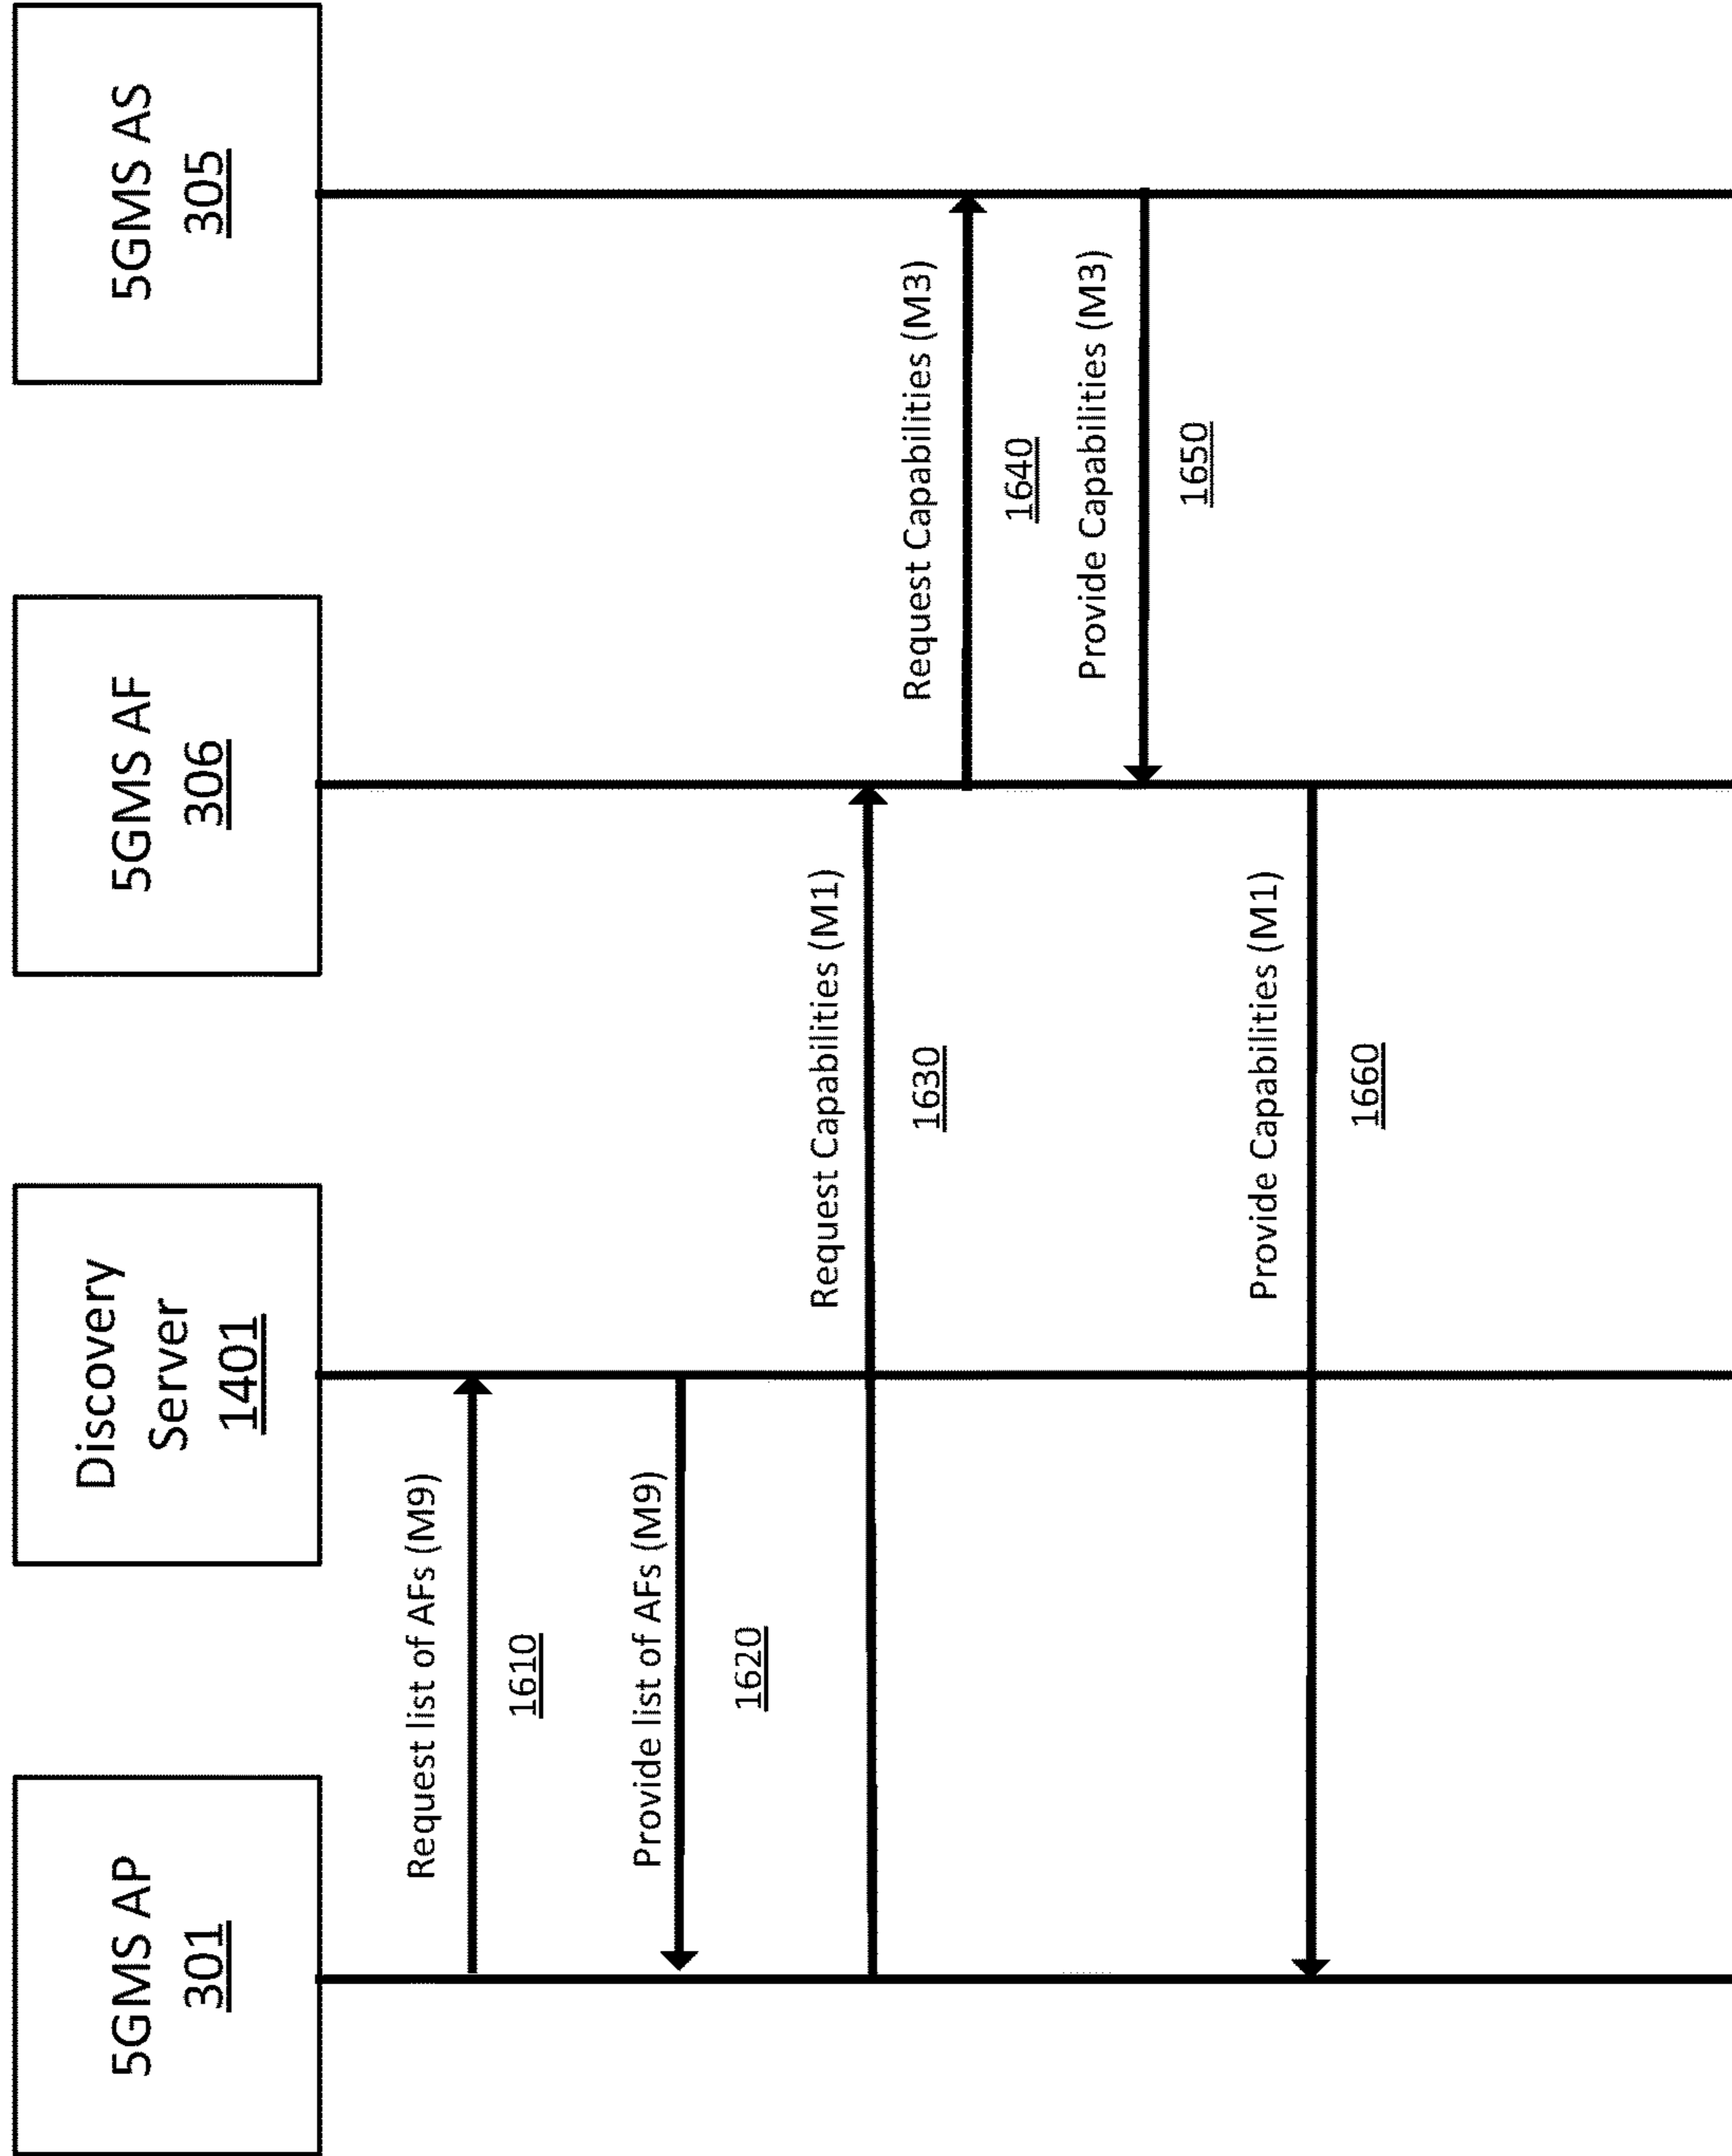 5GMS AP
301
Discovery
Server
1401
5GMS AF
306
5GMS AS
305
Request list of AFs (M9)
1610
Provide list of AFs (M9)
1620
Request Capabilities (M1)
1630
Request Capabilities (M3)
1640
Provide Capabilities (M3)
1650
Provide Capabilities (M1)
1660